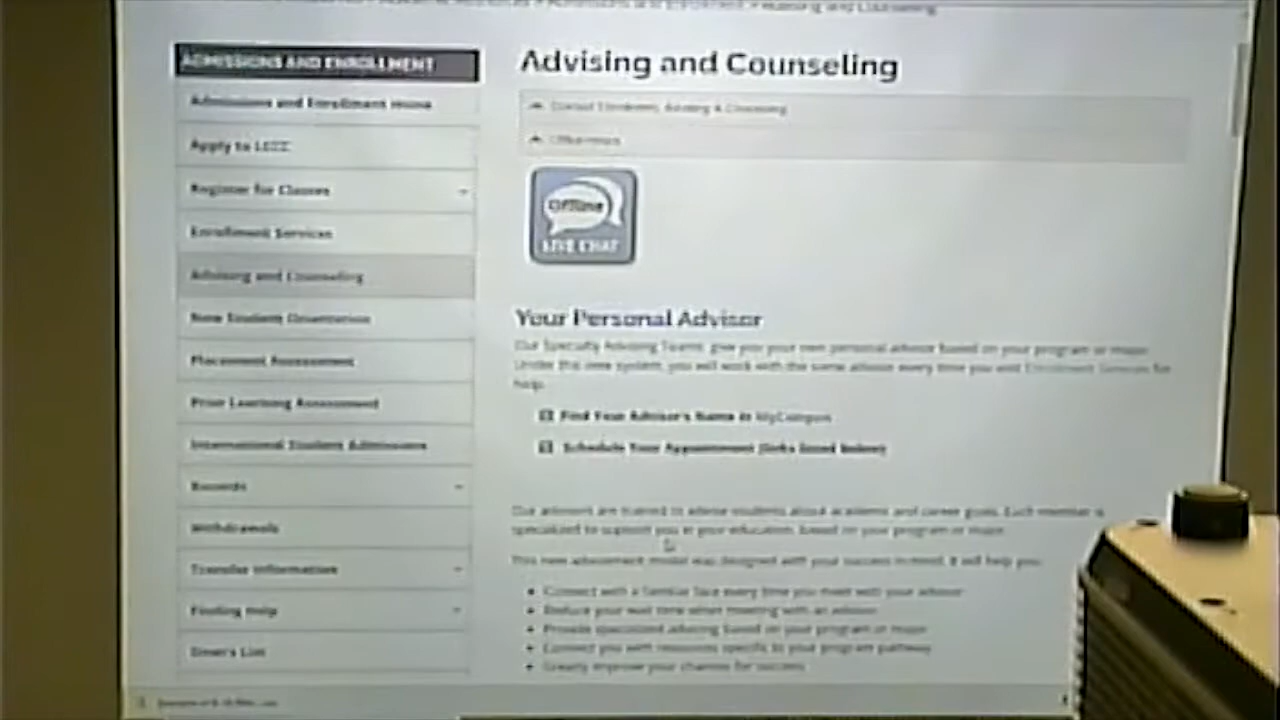 ADMISSIONS AND ENROLLMENT
Admissions and Enrollment Home
Apply to
Register for Classes
Enrollment Services
Advising and Counseling
New Student Orientation
Placement Assessment
Prior Learning Assessment
International Student Admissions
Records
Withdrawals
Transfer Information
Finding Help
Dean's List
Advising and Counseling
Contact Enrollment, Advising & Counseling
Office Hours
Offline
LIVE CHAT
Your Personal Advisor
Our Specialty Advising Teams give you your own personal advisor based on your program or major.
Under this new system, you will work with the same advisor every time you visit Enrollment Services for
help.
Find Your Advisor's Name in MyCampus
Schedule Your Appointment (links listed below)
Our advisors are trained to advise students about academic and career goals. Each member is
specialized to support you in your education, based on your program or major.
This new advisement model was designed with your success in mind. It will help you:
• Connect with a familiar face every time you meet with your advisor
• Reduce your wait time when meeting with an advisor
• Provide specialized advising based on your program or major
• Connect you with resources specific to your program pathway
• Greatly improve your chances for success